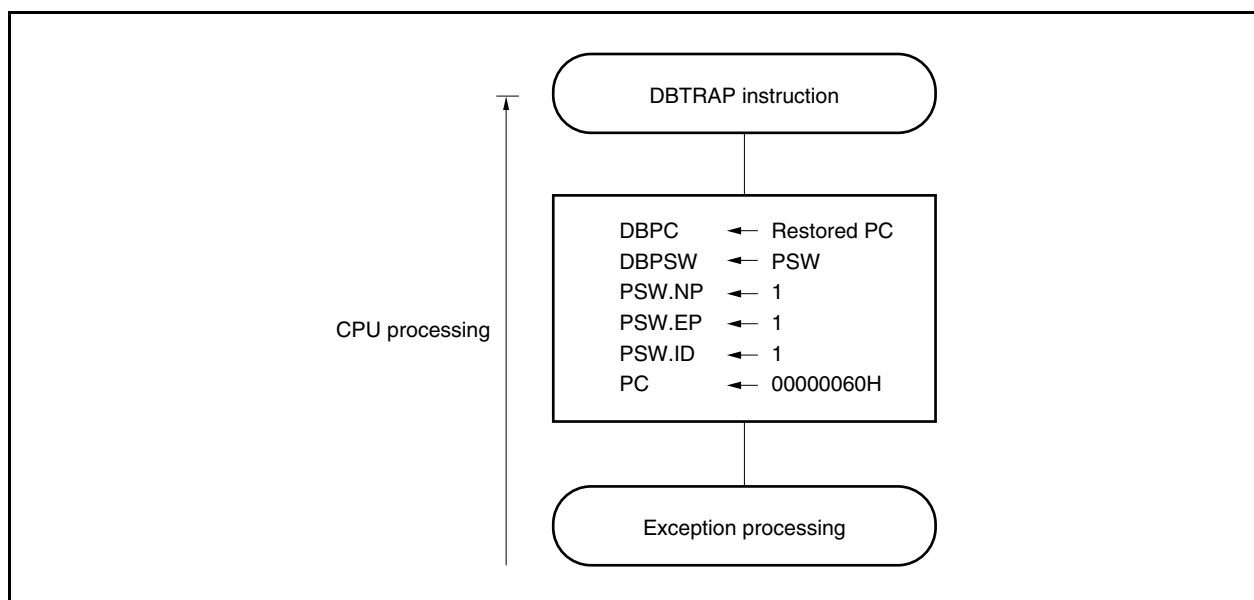 DBTRAP instruction
CPU processing
DBPC ← Restored PC
DBPSW ← PSW
PSW.NP ← 1
PSW.EP ← 1
PSW.ID ← 1
PC ← 00000060H
Exception processing